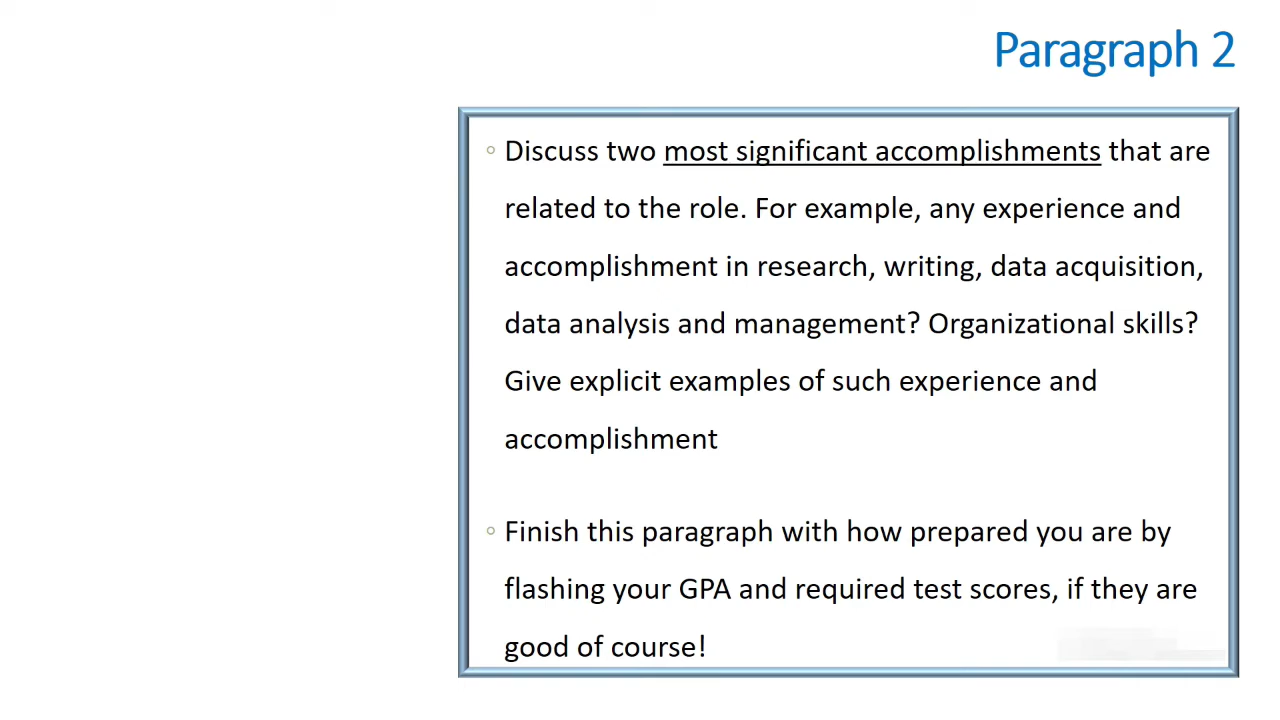 Paragraph 2
◦ Discuss two most significant accomplishments that are
related to the role. For example, any experience and
accomplishment in research, writing, data acquisition,
data analysis and management? Organizational skills?
Give explicit examples of such experience and
accomplishment
◦ Finish this paragraph with how prepared you are by
flashing your GPA and required test scores, if they are
good of course!